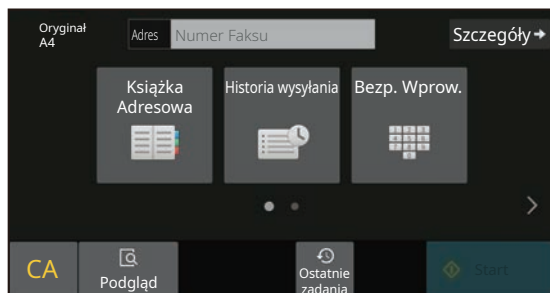 Oryginał
A4
Adres Numer Faksu
Szczegóły
Książka
Adresowa
Historia wysyłania
Bezp. Wprow.
CA
Podgląd
Ostatnie
zadania
Start